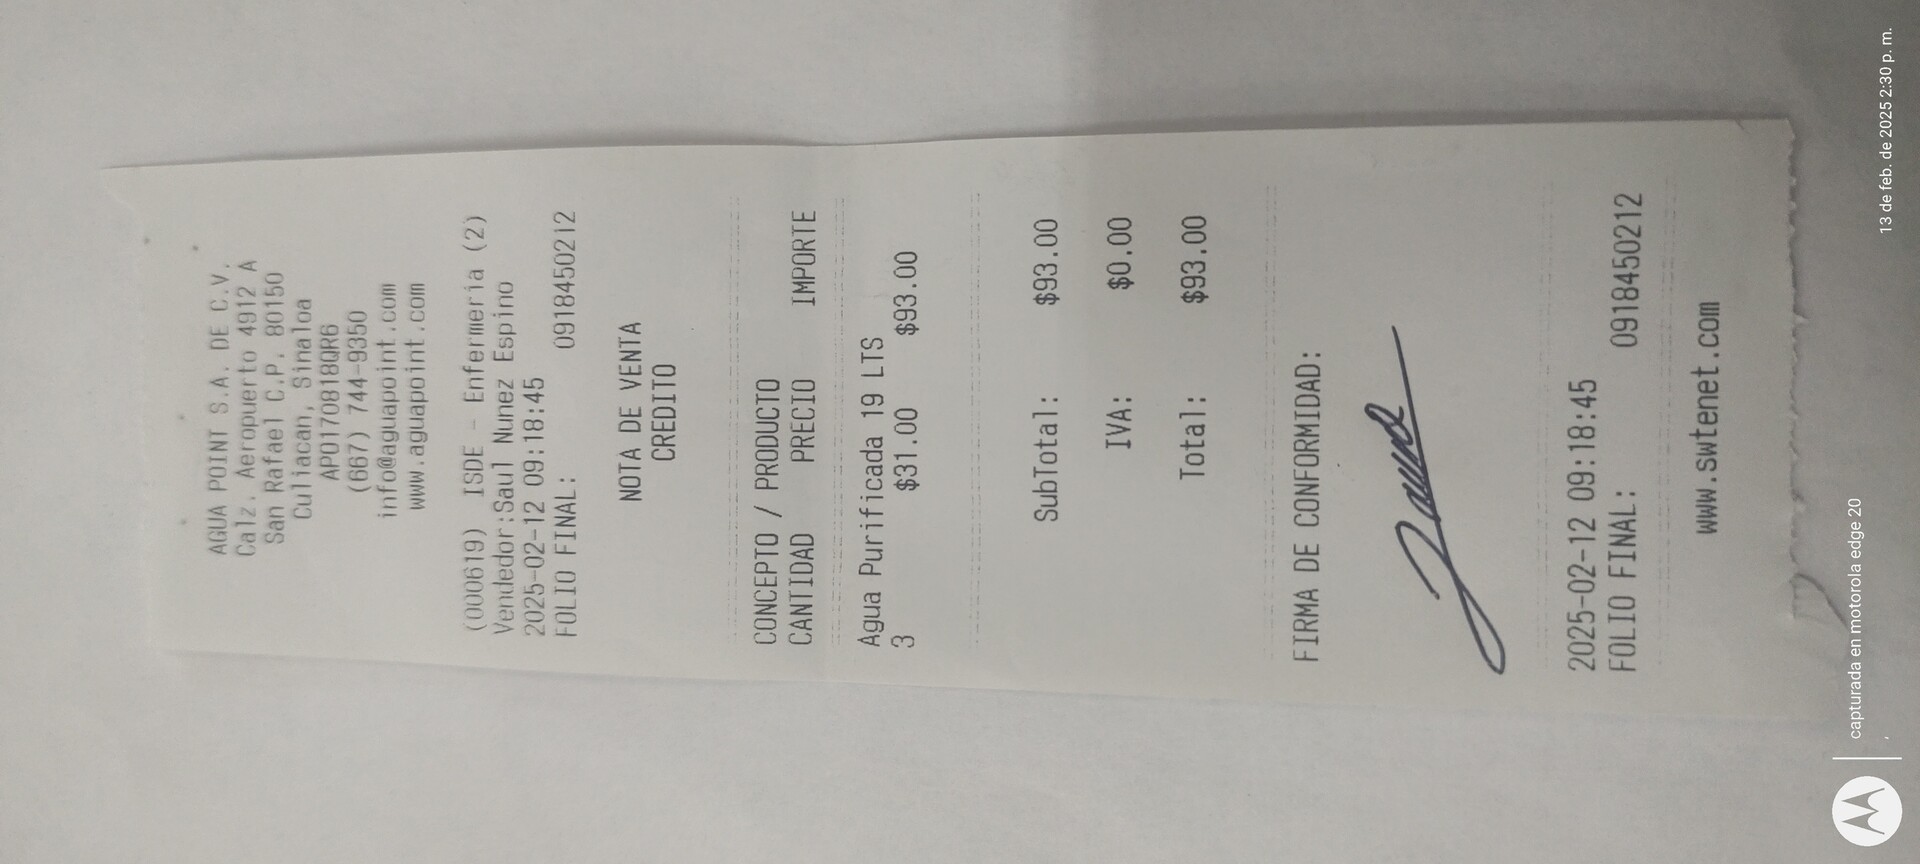 AGUA POINT S.A. DE C.V.
Calz. Aeropuerto 4912 A
San Rafael C.P. 80150
Culiacan, Sinaloa
APO170818QR6
(667) 744-9350
info@aguapoint.com
www.aguapoint.com
(000619) ISDE - Enfermeria (2)
Vendedor:Saul Nunez Espino
2025-02-12 09:18:45
FOLIO FINAL: 0918450212
NOTA DE VENTA
CREDITO
CONCEPTO / PRODUCTO
CANTIDAD PRECIO IMPORTE
Agua Purificada 19 LTS
3 $31.00 $93.00
SubTotal: $93.00
IVA: $0.00
Total: $93.00
FIRMA DE CONFORMIDAD:
2025-02-12 09:18:45
FOLIO FINAL: 0918450212
www.swtenet.com
capturada en motorola edge 20
13 de feb. de 2025 2:30 p. m.